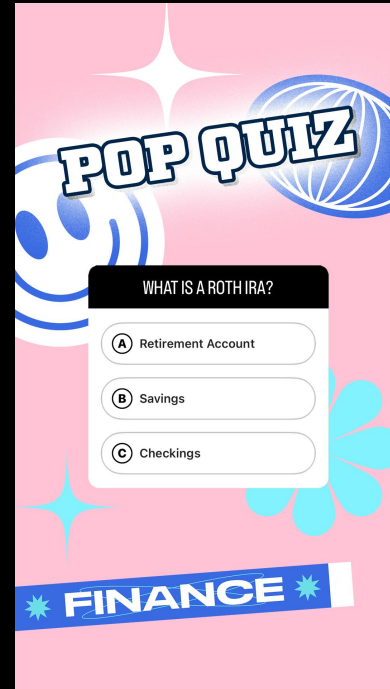 POP QUIZ
WHAT IS A ROTH IRA?
A Retirement Account
B Savings
C Checkings
FINANCE